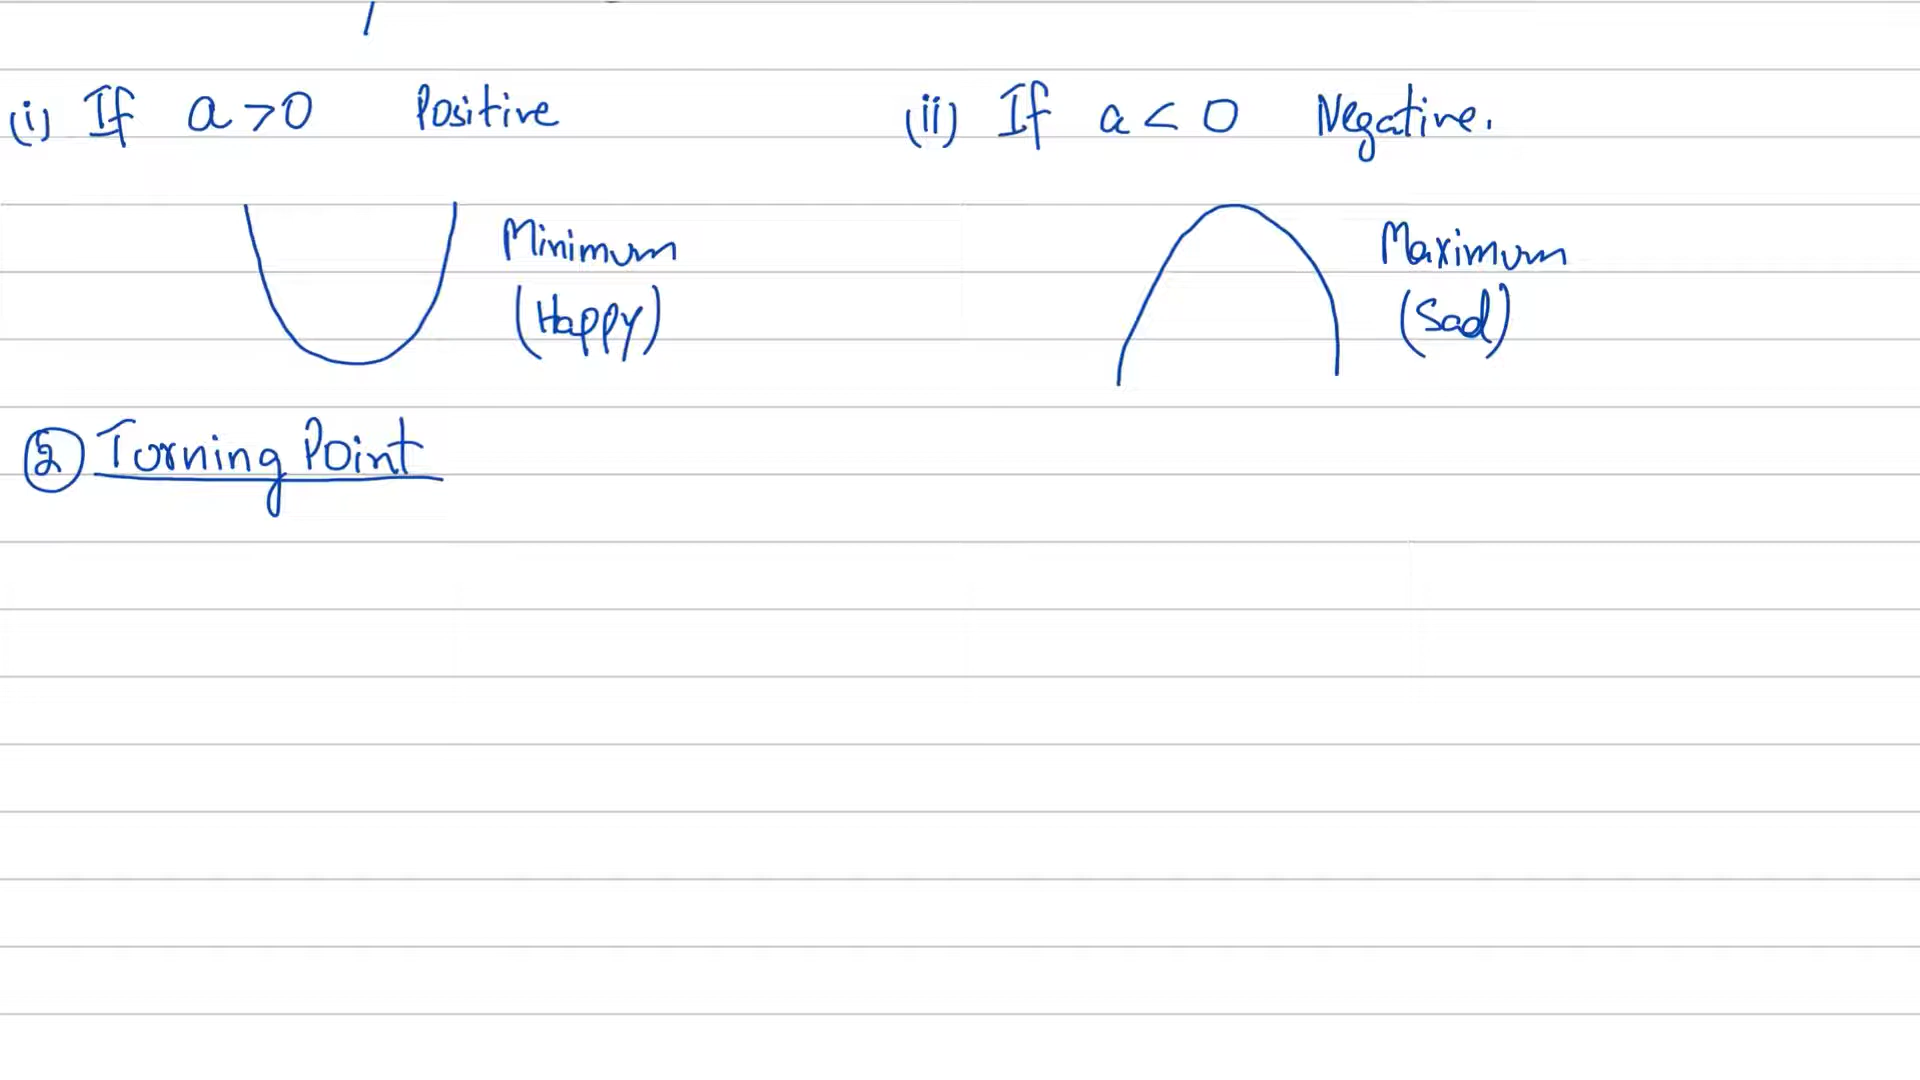 (i) If a > 0 Positive (ii) If a < 0 Negative.
Minimum Maximum
(Happy) (Sad)
② Turning Point